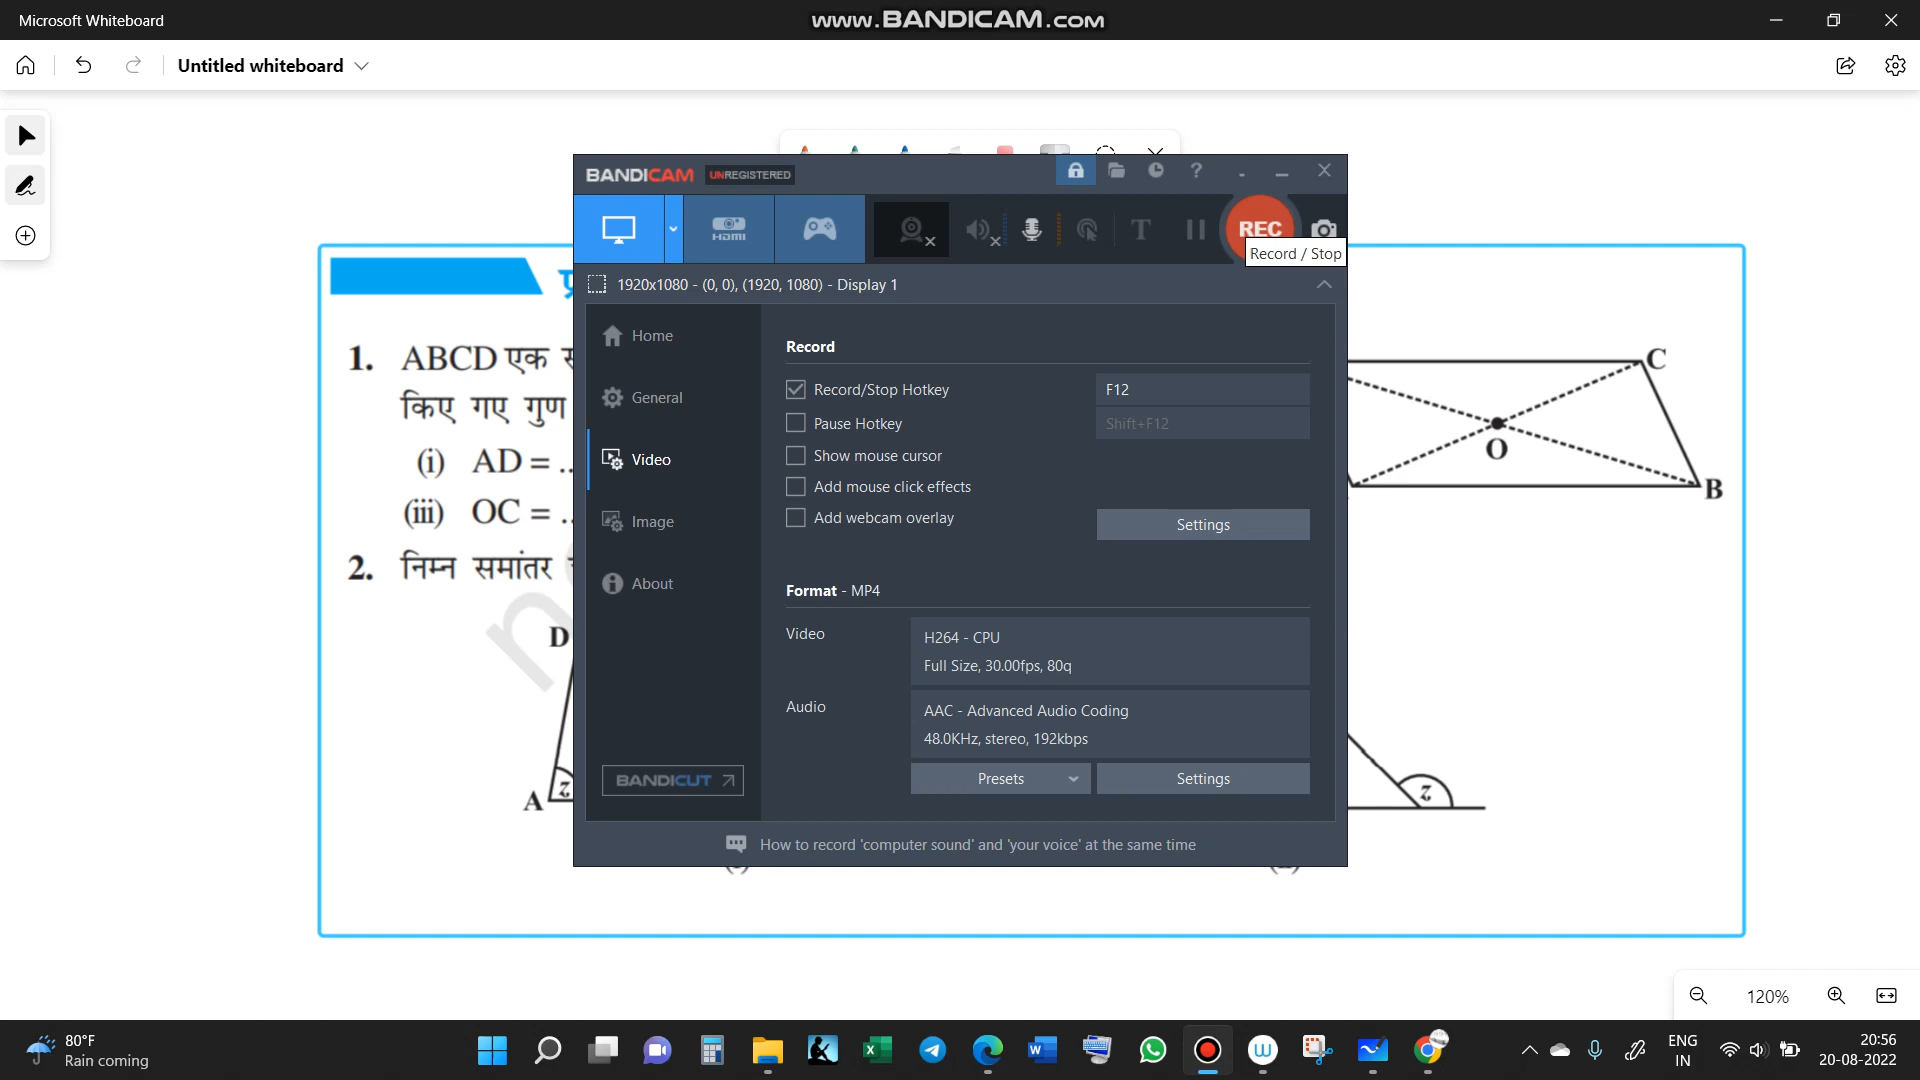 Microsoft Whiteboard
www.BANDICAM.com
Untitled whiteboard
BANDICAM UNREGISTERED
?
HDMI
T
REC
Record / Stop
1920x1080 - (0, 0), (1920, 1080) - Display 1
Home
General
Video
Image
About
BANDICUT
Record
Record/Stop Hotkey F12
Pause Hotkey Shift+F12
Show mouse cursor
Add mouse click effects
Add webcam overlay
Settings
Format - MP4
Video
H264 - CPU
Full Size, 30.00fps, 80q
Audio
AAC - Advanced Audio Coding
48.0KHz, stereo, 192kbps
Presets
Settings
How to record 'computer sound' and 'your voice' at the same time
1. ABCD एक
किए गए गुण
(i) AD = ..
(iii) OC = ..
2. निम्न समांतर
C
O
B
D
A
z
z
120%
80°F
Rain coming
ENG
IN
20:56
20-08-2022